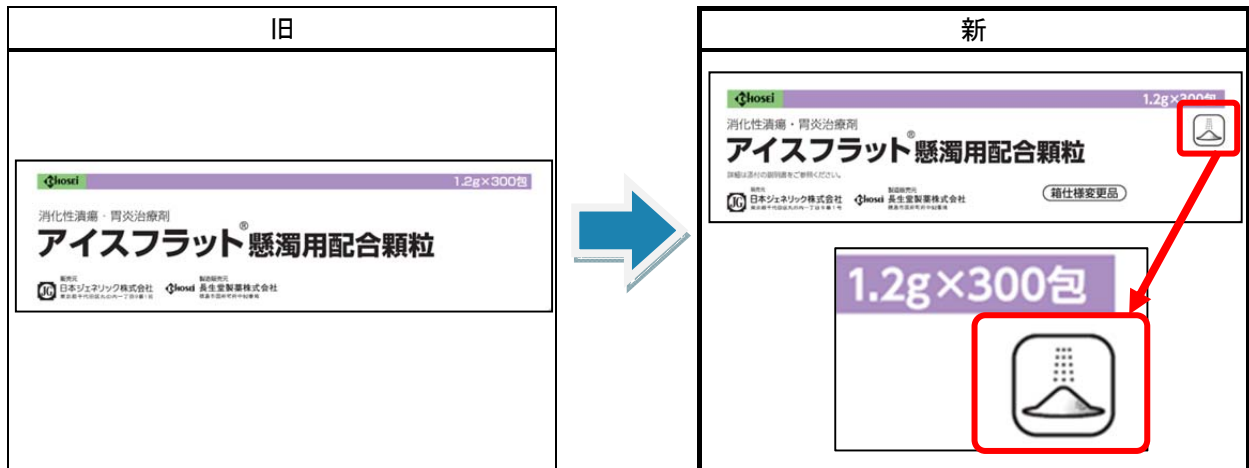 旧
Choseì
1.2g×300包
消化性潰瘍・胃炎治療剤
アイスフラット®懸濁用配合顆粒
販売元
JG 日本ジェネリック株式会社
製造販売元
Chosei 長生堂製薬株式会社
新
Chosei
1.2g×300包
消化性潰瘍・胃炎治療剤
アイスフラット®懸濁用配合顆粒
詳細は添付の説明書をご参照ください。
販売元
JG 日本ジェネリック株式会社
製造販売元
Chosei 長生堂製薬株式会社
箱仕様変更品
1.2g×300包